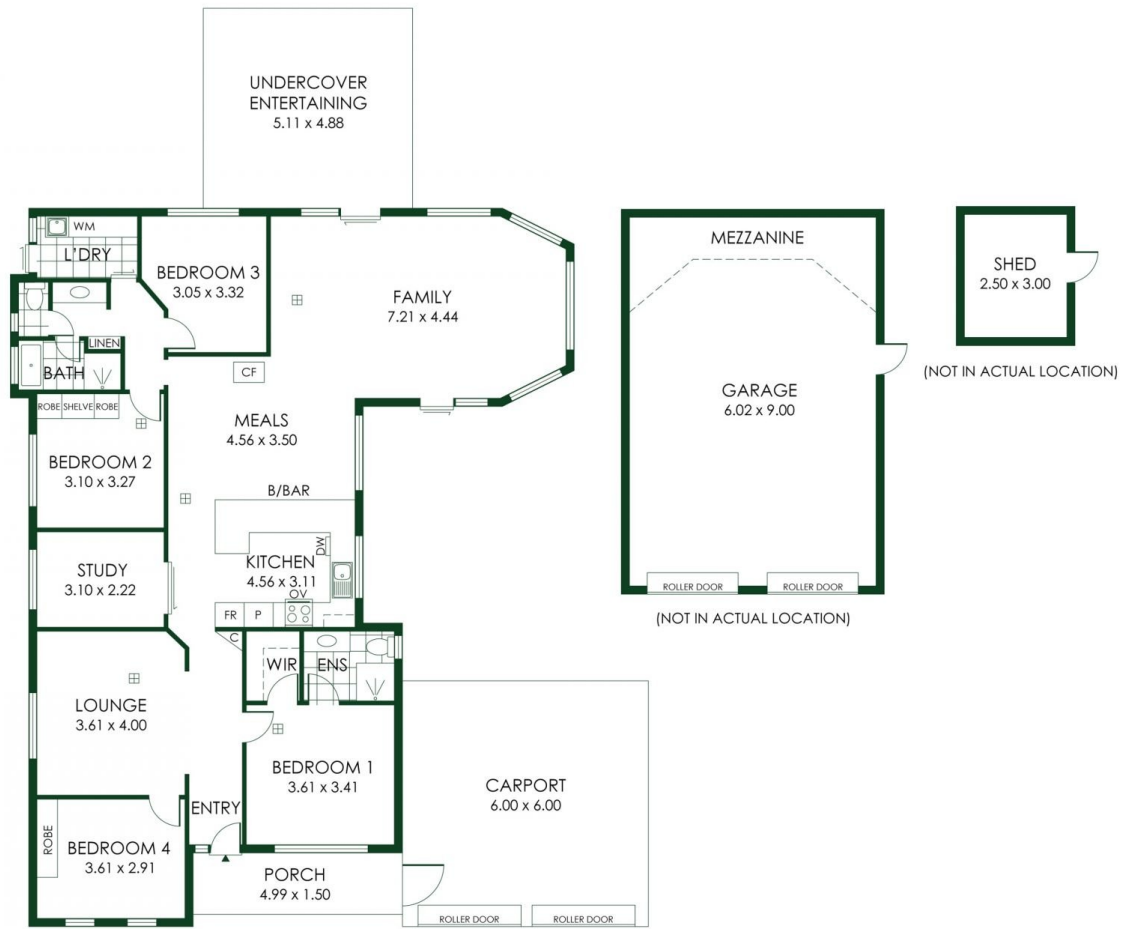 UNDERCOVER
ENTERTAINING
5.11 x 4.88
WM
L'DRY
BEDROOM 3
3.05 x 3.32
FAMILY
7.21 x 4.44
LINEN
BATH
CF
ROBE SHELVE ROBE
MEALS
4.56 x 3.50
BEDROOM 2
3.10 x 3.27
B/BAR
DW
KITCHEN
4.56 x 3.11
OV
STUDY
3.10 x 2.22
FR
P
C
WIR
ENS
LOUNGE
3.61 x 4.00
BEDROOM 1
3.61 x 3.41
CARPORT
6.00 x 6.00
ENTRY
ROBE
BEDROOM 4
3.61 x 2.91
PORCH
4.99 x 1.50
ROLLER DOOR
ROLLER DOOR
MEZZANINE
GARAGE
6.02 x 9.00
ROLLER DOOR
ROLLER DOOR
(NOT IN ACTUAL LOCATION)
SHED
2.50 x 3.00
(NOT IN ACTUAL LOCATION)